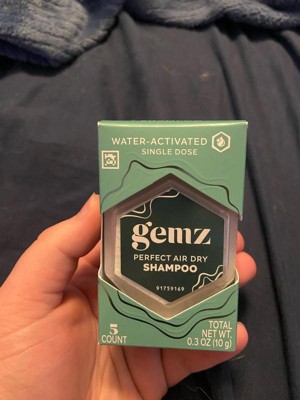 WATER-ACTIVATED
SINGLE DOSE
gemz
PERFECT AIR DRY
SHAMPOO
91759169
5
COUNT
TOTAL
NET WT.
0.3 OZ (10 g)